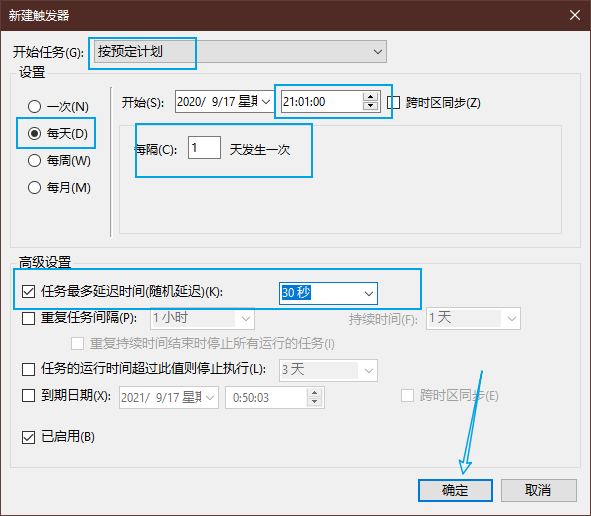 新建触发器
开始任务(G): 按预定计划
设置
一次(N)
每天(D)
每周(W)
每月(M)
开始(S): 2020/ 9/17 星期 21:01:00 跨时区同步(Z)
每隔(C): 1 天发生一次
高级设置
任务最多延迟时间(随机延迟)(K): 30 秒
重复任务间隔(P): 1 小时 持续时间(F): 1 天
重复持续时间结束时停止所有运行的任务(I)
任务的运行时间超过此值则停止执行(L): 3 天
到期日期(X): 2021/ 9/17 星期 0:50:03 跨时区同步(E)
已启用(B)
确定 取消